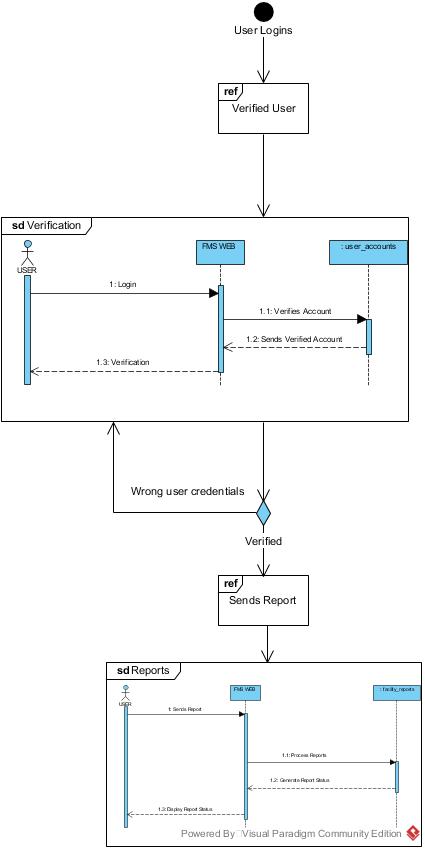 User Logins
ref
Verified User
sd Verification
USER
FMS WEB
: user_accounts
1: Login
1.1: Verifies Account
1.2: Sends Verified Account
1.3: Verification
Wrong user credentials
Verified
ref
Sends Report
sd Reports
USER
FMS WEB
: facility_reports
1: Sends Report
1.1: Process Reports
1.2: Generate Report Status
1.3: Display Report Status
Powered By Visual Paradigm Community Edition